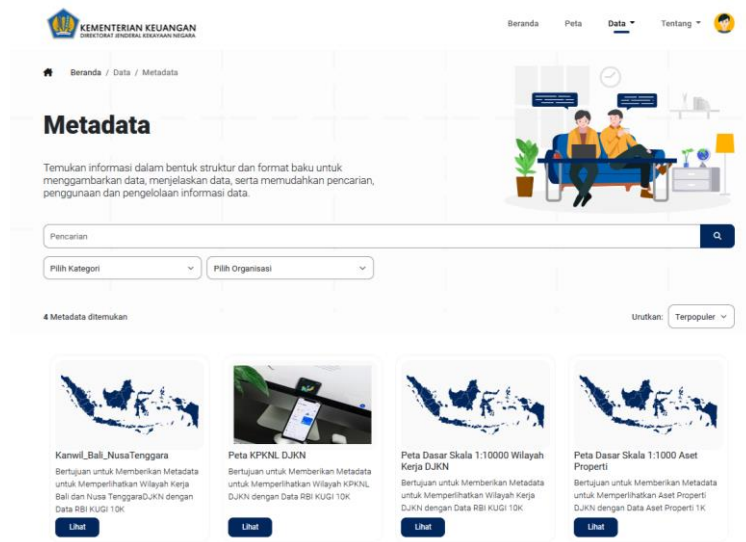 KEMENTERIAN KEUANGAN
DIREKTORAT JENDERAL KEKAYAAN NEGARA
Beranda Peta Data Tentang
Beranda / Data / Metadata
Metadata
Temukan informasi dalam bentuk struktur dan format baku untuk
menggambarkan data, menjelaskan data, serta memudahkan pencarian,
penggunaan dan pengelolaan informasi data.
Pencarian
Pilih Kategori Pilih Organisasi
4 Metadata ditemukan
Urutkan: Terpopuler
Kanwil_Bali_NusaTenggara
Bertujuan untuk Memberikan Metadata
untuk Memperlihatkan Wilayah Kerja
Bali dan Nusa TenggaraDJKN dengan
Data RBI KUGI 10K
Lihat
Peta KPKNL DJKN
Bertujuan untuk Memberikan Metadata
untuk Memperlihatkan Wilayah KPKNL
DJKN dengan Data RBI KUGI 10K
Lihat
Peta Dasar Skala 1:10000 Wilayah
Kerja DJKN
Bertujuan untuk Memberikan Metadata
untuk Memperlihatkan Wilayah Kerja
DJKN dengan Data RBI KUGI 10K
Lihat
Peta Dasar Skala 1:1000 Aset
Properti
Bertujuan untuk Memberikan Metadata
untuk Memperlihatkan Aset Properti
DJKN dengan Data Aset Properti 1K
Lihat